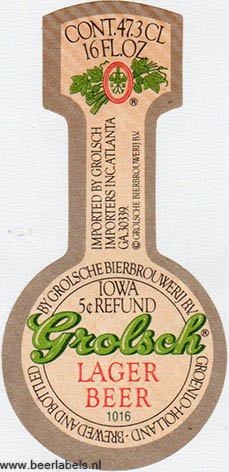 CONT. 47.3 CL
16 FL.OZ
®
IMPORTED BY GROLSCH
IMPORTERS INC. ATLANTA
GA. 30339.
© GROLSCHE BIERBROUWERIJ B.V.
BREWED AND BOTTLED BY GROLSCHE BIERBROUWERIJ B.V. GROENLO-HOLLAND-
IOWA
5¢ REFUND
Grolsch®
LAGER
BEER
1016
www.beerlabels.nl